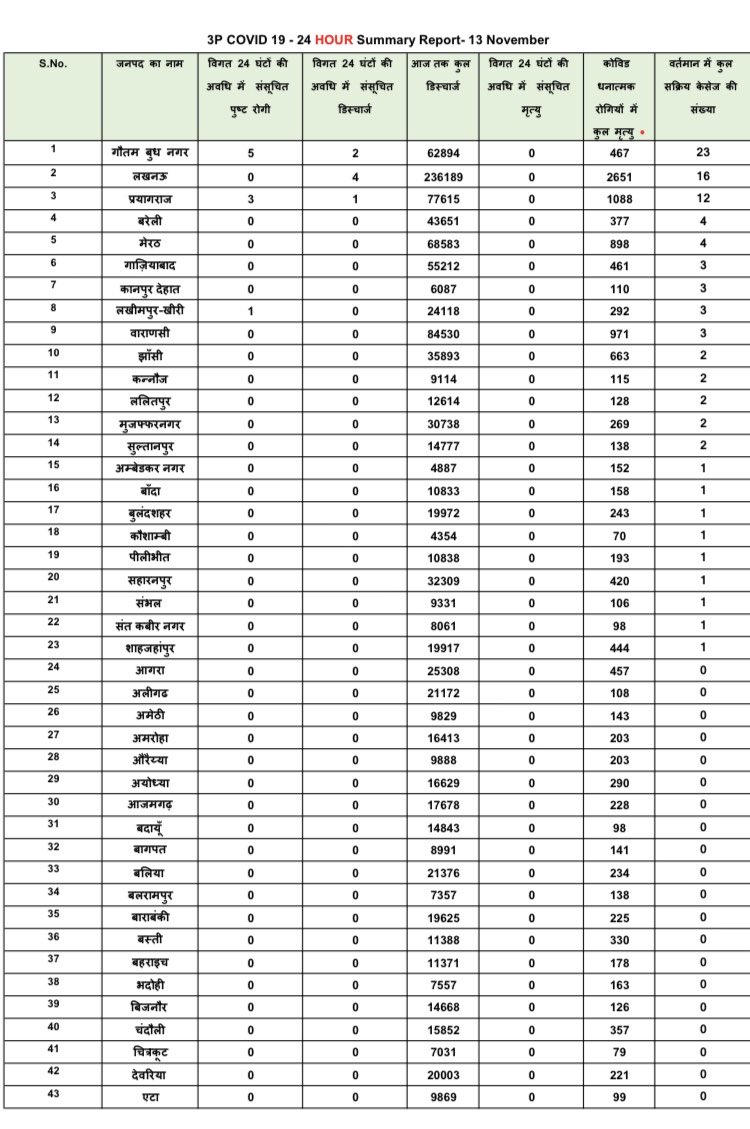 3P COVID 19 - 24 HOUR Summary Report- 13 November
S.No. जनपद का नाम विगत 24 घंटों की अवधि में संसूचित पुष्ट रोगी विगत 24 घंटों की अवधि में संसूचित डिस्चार्ज आज तक कुल डिस्चार्ज विगत 24 घंटों की अवधि में संसूचित मृत्यु कोविड धनात्मक रोगियों में कुल मृत्यु वर्तमान में कुल सक्रिय केसेज की संख्या
1 गौतम बुध नगर 5 2 62894 0 467 23
2 लखनऊ 0 4 236189 0 2651 16
3 प्रयागराज 3 1 77615 0 1088 12
4 बरेली 0 0 43651 0 377 4
5 मेरठ 0 0 68583 0 898 4
6 गाज़ियाबाद 0 0 55212 0 461 3
7 कानपुर देहात 0 0 6087 0 110 3
8 लखीमपुर-खीरी 1 0 24118 0 292 3
9 वाराणसी 0 0 84530 0 971 3
10 झाँसी 0 0 35893 0 663 2
11 कन्नौज 0 0 9114 0 115 2
12 ललितपुर 0 0 12614 0 128 2
13 मुजफ्फरनगर 0 0 30738 0 269 2
14 सुल्तानपुर 0 0 14777 0 138 2
15 अम्बेडकर नगर 0 0 4887 0 152 1
16 बाँदा 0 0 10833 0 158 1
17 बुलंदशहर 0 0 19972 0 243 1
18 कौशाम्बी 0 0 4354 0 70 1
19 पीलीभीत 0 0 10838 0 193 1
20 सहारनपुर 0 0 32309 0 420 1
21 संभल 0 0 9331 0 106 1
22 संत कबीर नगर 0 0 8061 0 98 1
23 शाहजहांपुर 0 0 19917 0 444 1
24 आगरा 0 0 25308 0 457 0
25 अलीगढ 0 0 21172 0 108 0
26 अमेठी 0 0 9829 0 143 0
27 अमरोहा 0 0 16413 0 203 0
28 औरैय्या 0 0 9888 0 203 0
29 अयोध्या 0 0 16629 0 290 0
30 आजमगढ़ 0 0 17678 0 228 0
31 बदायूँ 0 0 14843 0 98 0
32 बागपत 0 0 8991 0 141 0
33 बलिया 0 0 21376 0 234 0
34 बलरामपुर 0 0 7357 0 138 0
35 बाराबंकी 0 0 19625 0 225 0
36 बस्ती 0 0 11388 0 330 0
37 बहराइच 0 0 11371 0 178 0
38 भदोही 0 0 7557 0 163 0
39 बिजनौर 0 0 14668 0 126 0
40 चंदौली 0 0 15852 0 357 0
41 चित्रकूट 0 0 7031 0 79 0
42 देवरिया 0 0 20003 0 221 0
43 एटा 0 0 9869 0 99 0